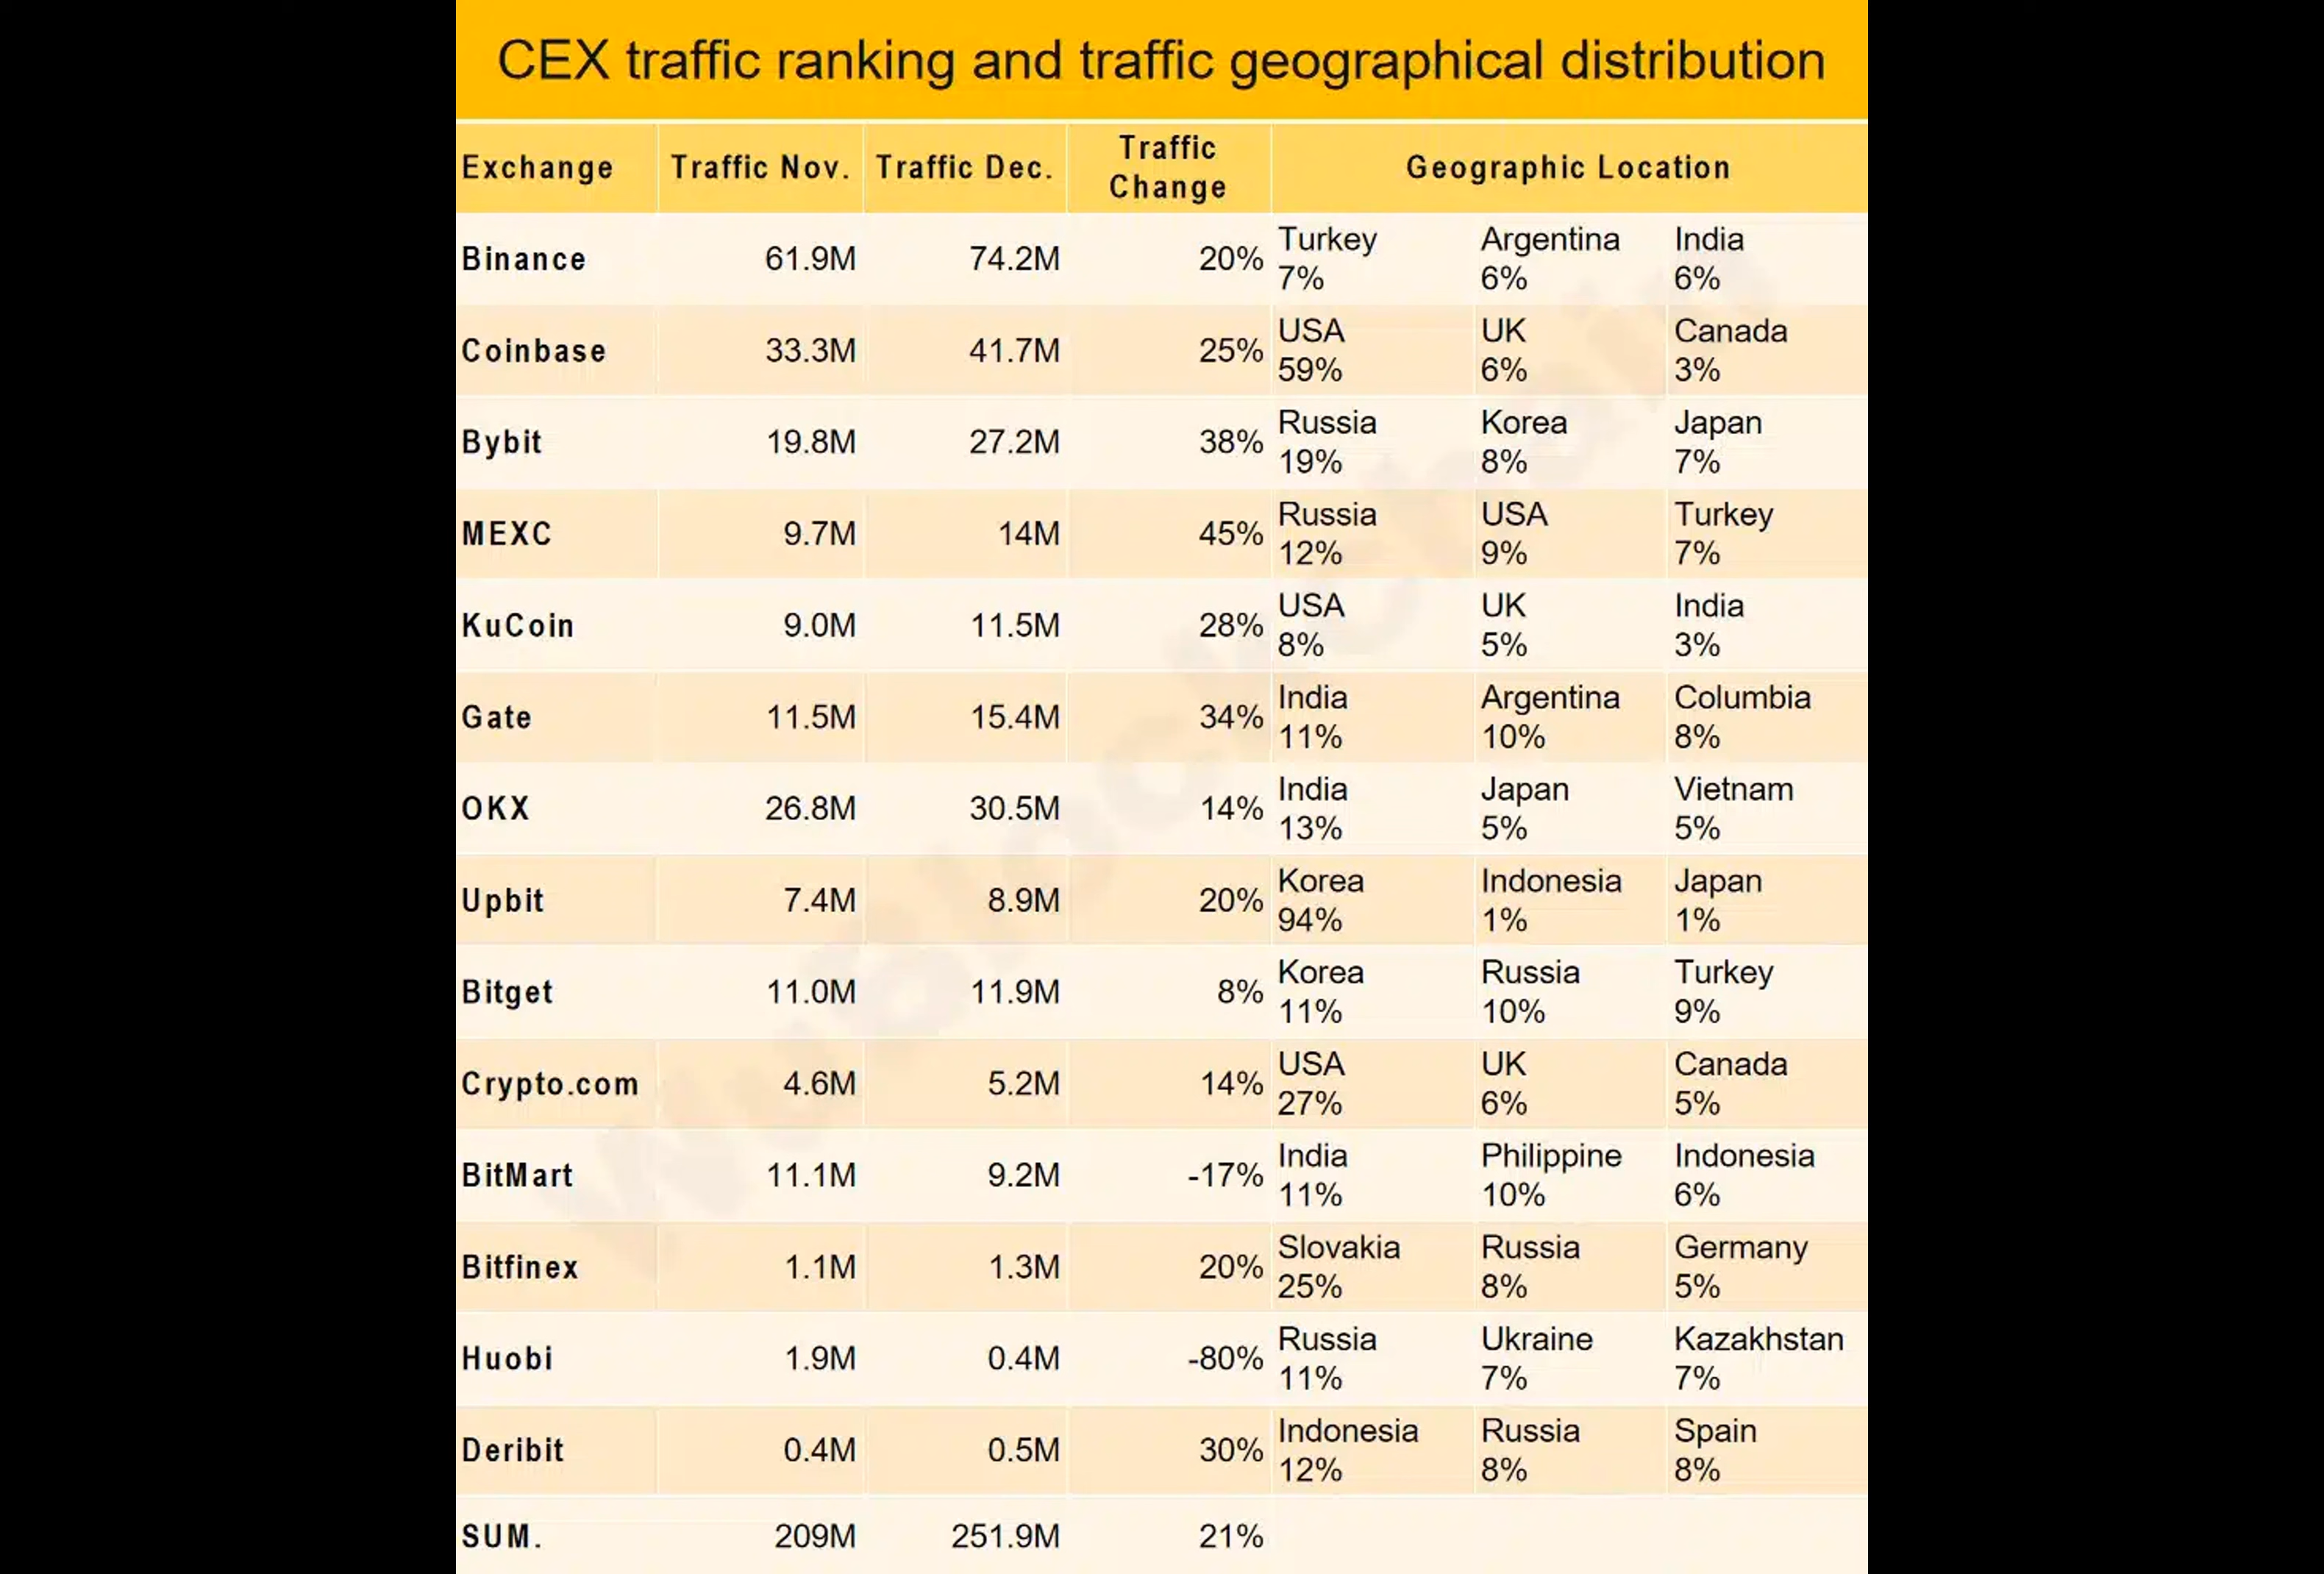 CEX traffic ranking and traffic geographical distribution
Exchange Traffic Nov. Traffic Dec. Traffic Change Geographic Location
Binance 61.9M 74.2M 20% Turkey 7% Argentina 6% India 6%
Coinbase 33.3M 41.7M 25% USA 59% UK 6% Canada 3%
Bybit 19.8M 27.2M 38% Russia 19% Korea 8% Japan 7%
MEXC 9.7M 14M 45% Russia 12% USA 9% Turkey 7%
KuCoin 9.0M 11.5M 28% USA 8% UK 5% India 3%
Gate 11.5M 15.4M 34% India 11% Argentina 10% Columbia 8%
OKX 26.8M 30.5M 14% India 13% Japan 5% Vietnam 5%
Upbit 7.4M 8.9M 20% Korea 94% Indonesia 1% Japan 1%
Bitget 11.0M 11.9M 8% Korea 11% Russia 10% Turkey 9%
Crypto.com 4.6M 5.2M 14% USA 27% UK 6% Canada 5%
BitMart 11.1M 9.2M -17% India 11% Philippine 10% Indonesia 6%
Bitfinex 1.1M 1.3M 20% Slovakia 25% Russia 8% Germany 5%
Huobi 1.9M 0.4M -80% Russia 11% Ukraine 7% Kazakhstan 7%
Deribit 0.4M 0.5M 30% Indonesia 12% Russia 8% Spain 8%
SUM. 209M 251.9M 21%
WuBlockchain